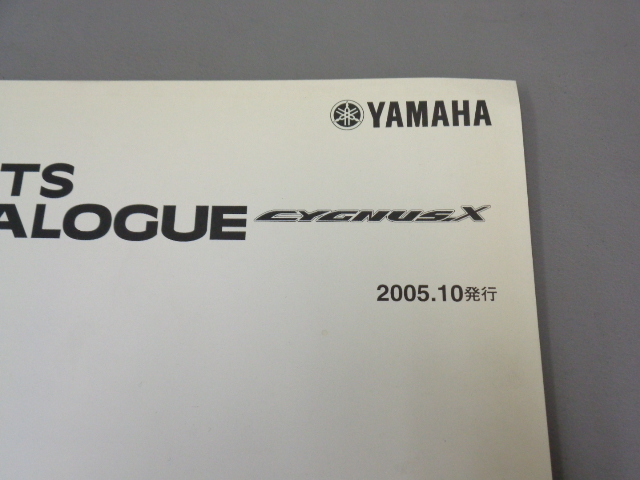 YAMAHA
TS
ALOGUE CYGNUS.X
2005.10発行